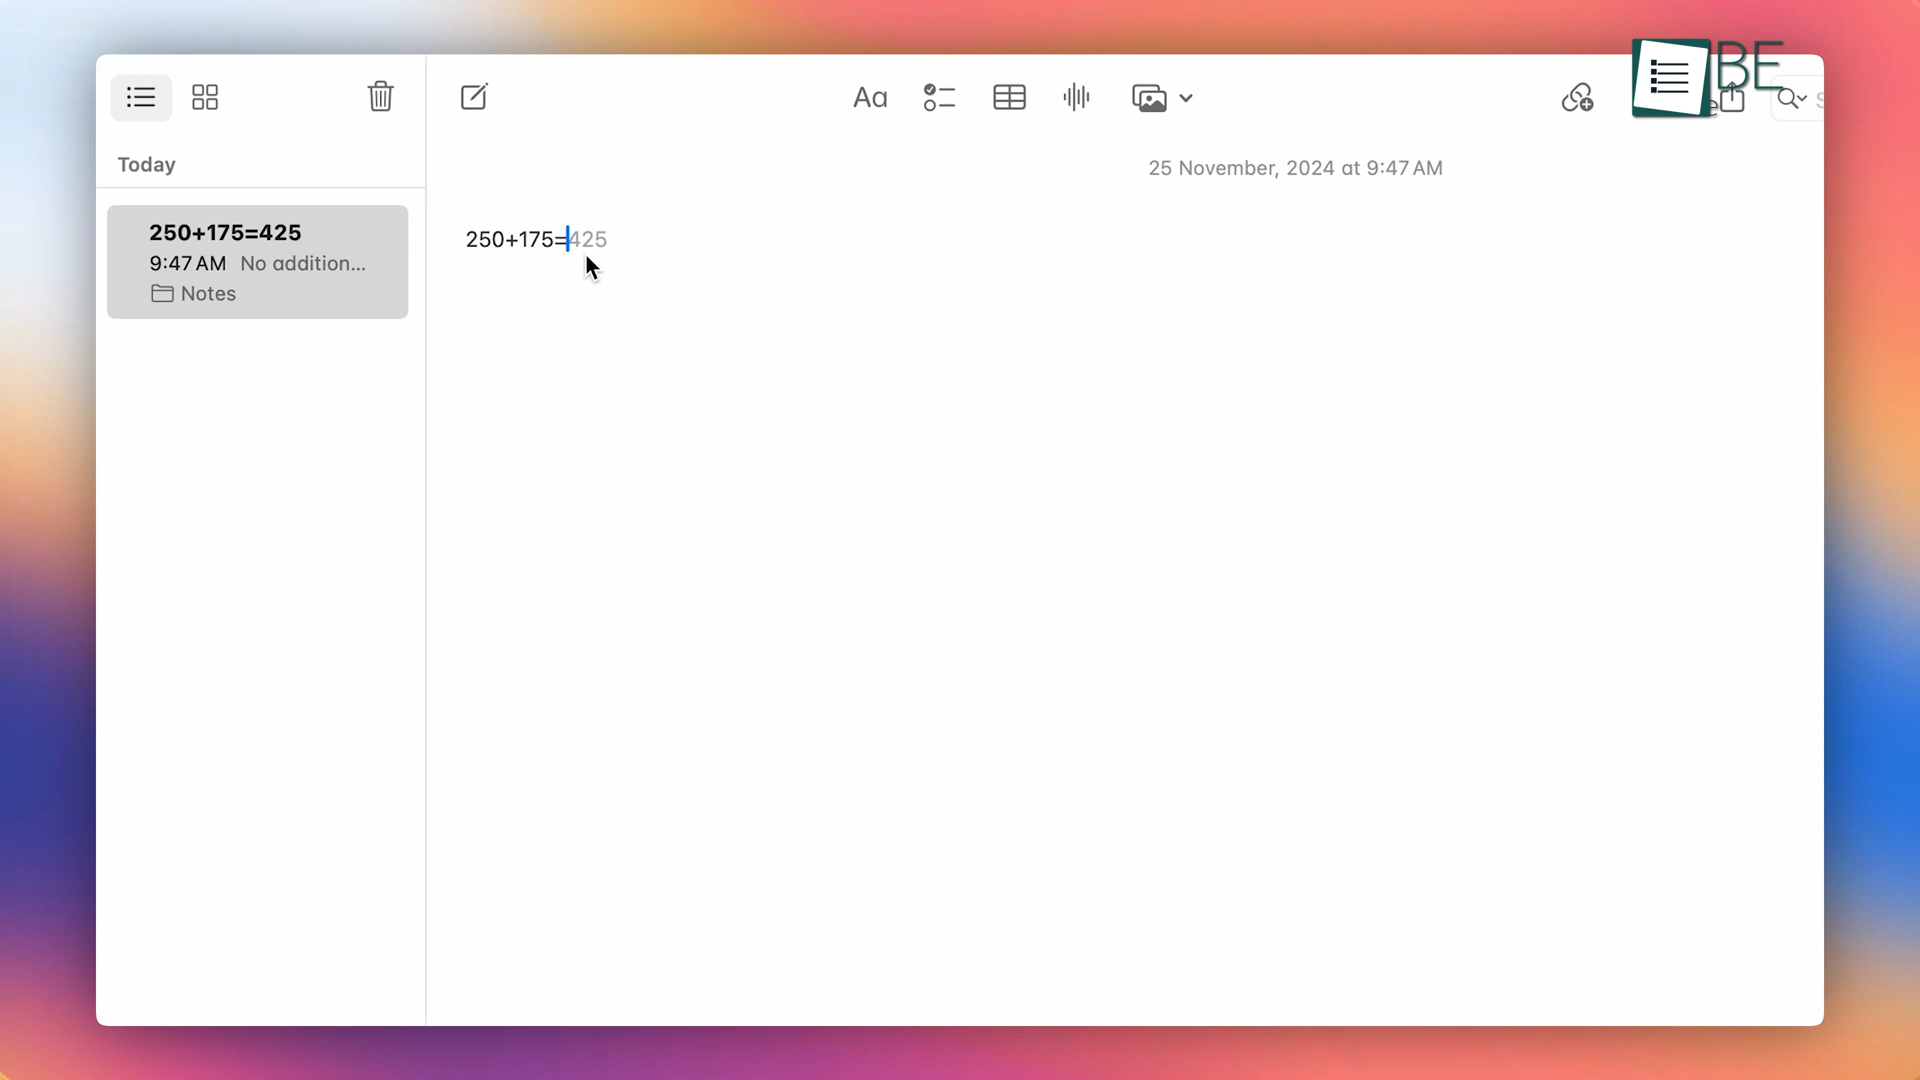 BE
Today
25 November, 2024 at 9:47 AM
250+175=425
9:47 AM No addition...
Notes
250+175=425
Aa